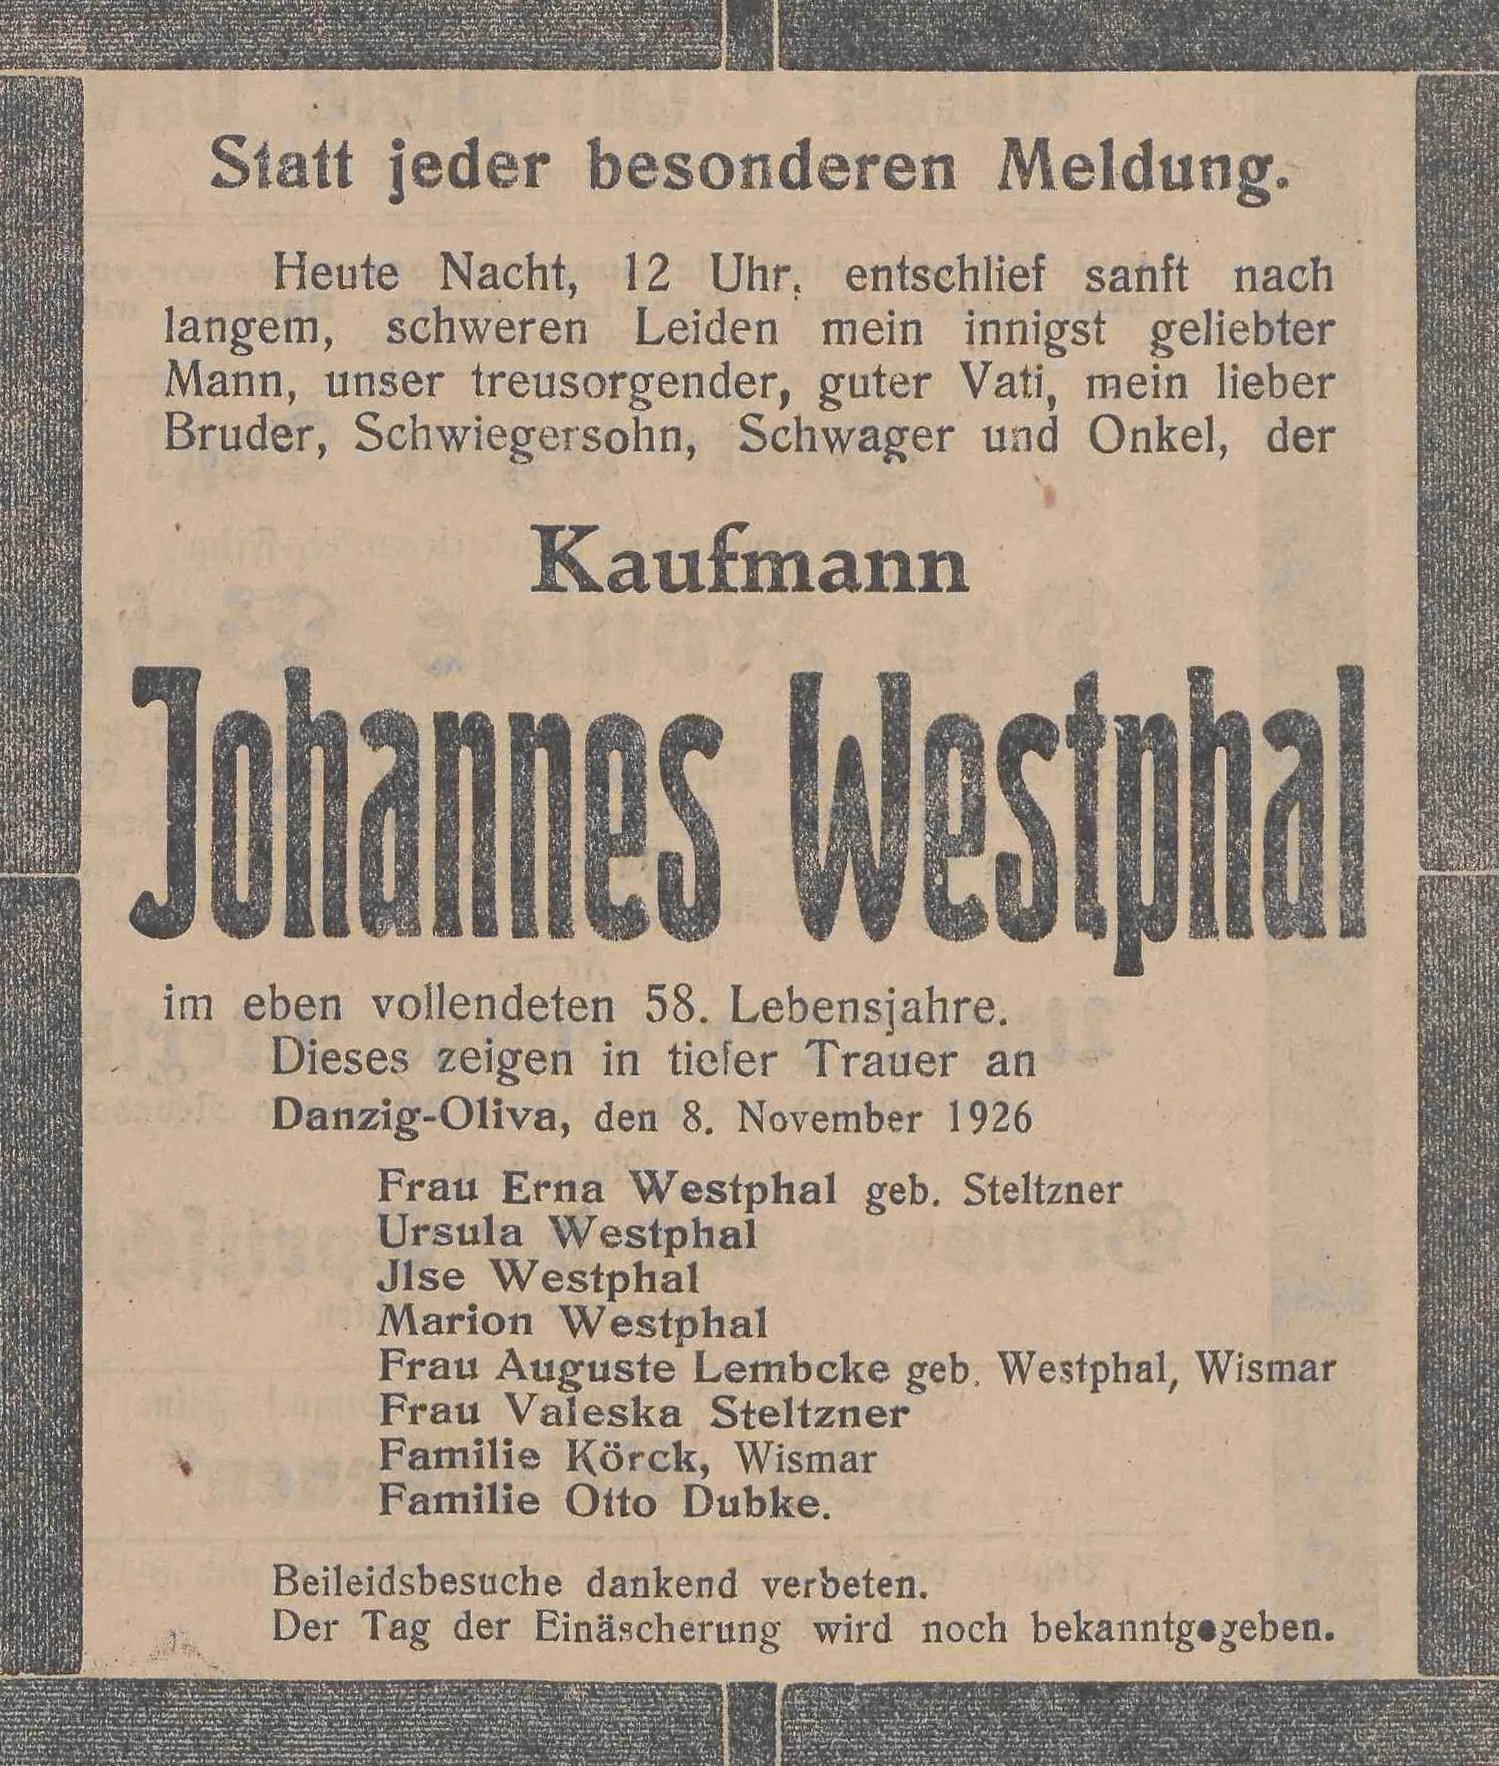 Statt jeder besonderen Meldung.
Heute Nacht, 12 Uhr, entschlief sanft nach
langem, schweren Leiden mein innigst geliebter
Mann, unser treusorgender, guter Vati, mein lieber
Bruder, Schwiegersohn, Schwager und Onkel, der
Kaufmann
Johannes Westphal
im eben vollendeten 58. Lebensjahre.
Dieses zeigen in tiefer Trauer an
Danzig-Oliva, den 8. November 1926
Frau Erna Westphal geb. Steltzner
Ursula Westphal
Jlse Westphal
Marion Westphal
Frau Auguste Lembcke geb. Westphal, Wismar
Frau Valeska Steltzner
Familie Körck, Wismar
Familie Otto Dubke.
Beileidsbesuche dankend verbeten.
Der Tag der Einäscherung wird noch bekanntgegeben.